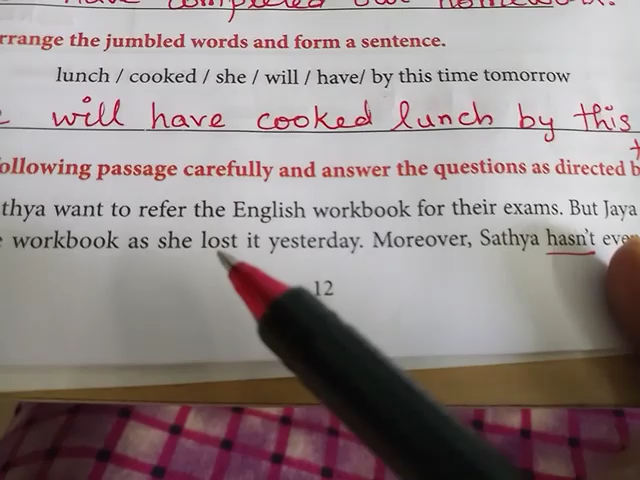 completed
rrange the jumbled words and form a sentence.
lunch / cooked / she / will / have/ by this time tomorrow
will have cooked lunch by this
ollowing passage carefully and answer the questions as directed b
thya want to refer the English workbook for their exams. But Jaya
workbook as she lost it yesterday. Moreover, Sathya hasn't eve
12